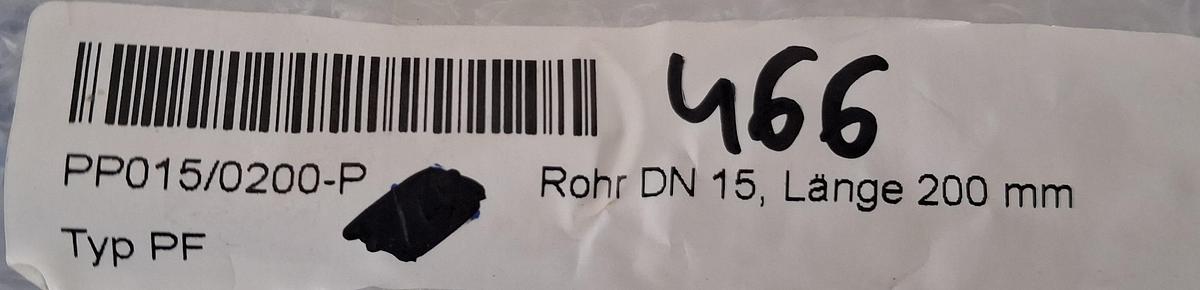 466
PP015/0200-P Rohr DN 15, Länge 200 mm
Typ PF